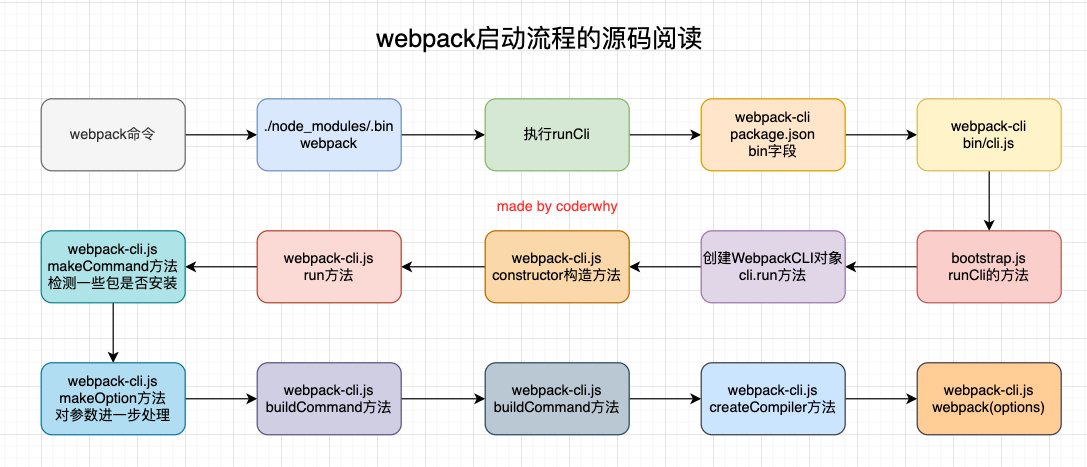 webpack启动流程的源码阅读
webpack命令
./node_modules/.bin
webpack
执行runCli
webpack-cli
package.json
bin字段
webpack-cli
bin/cli.js
made by coderwhy
bootstrap.js
runCli的方法
创建WebpackCLI对象
cli.run方法
webpack-cli.js
constructor构造方法
webpack-cli.js
run方法
webpack-cli.js
makeCommand方法
检测一些包是否安装
webpack-cli.js
makeOption方法
对参数进一步处理
webpack-cli.js
buildCommand方法
webpack-cli.js
buildCommand方法
webpack-cli.js
createCompiler方法
webpack-cli.js
webpack(options)